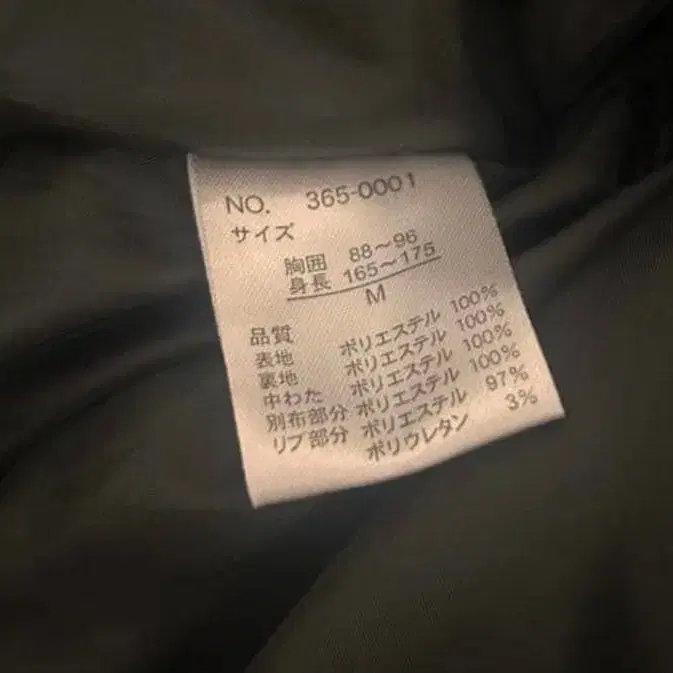 NO. 365-0001
サイズ
胸囲 88～96
身長 165～175
M
品質
表地 ポリエステル 100%
裏地 ポリエステル 100%
中わた ポリエステル 100%
別布部分 ポリエステル 100%
リブ部分 ポリエステル 97%
ポリウレタン 3%